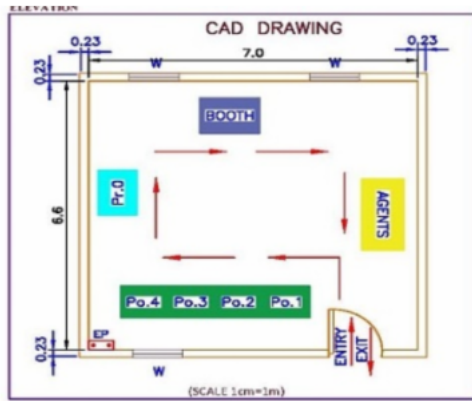 ELEVATION
CAD DRAWING
0.23
7.0
0.23
0.23
W
W
BOOTH
6.6
Pr.0
AGENTS
Po.4 Po.3 Po.2 Po.1
EP
0.23
W
ENTRY
EXIT
(SCALE 1cm=1m)